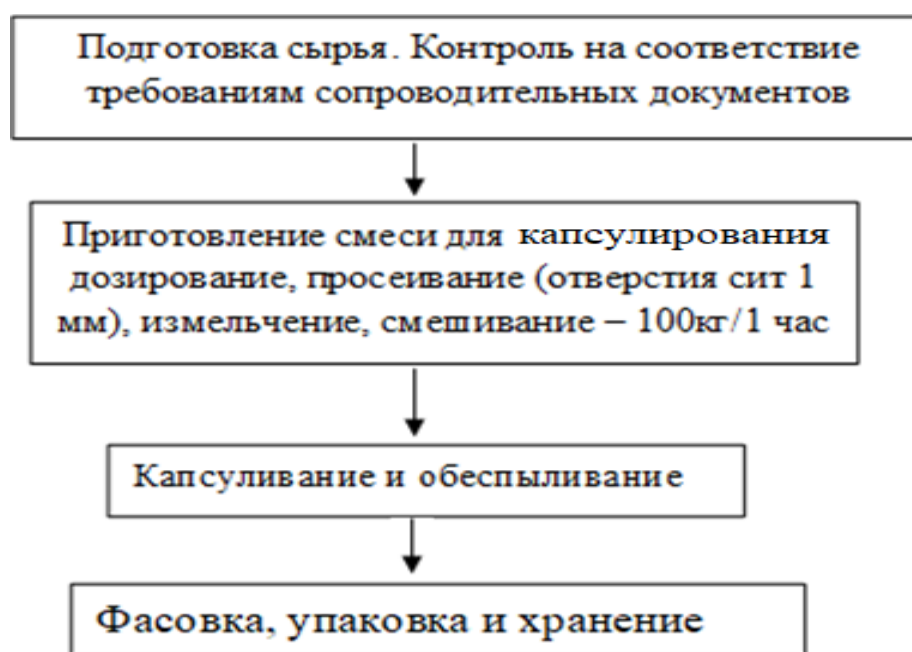 Подготовка сырья. Контроль на соответствие
требованиям сопроводительных документов
Приготовление смеси для капсулирования
дозирование, просеивание (отверстия сит 1
мм), измельчение, смешивание – 100кг/1 час
Капсуливание и обеспыливание
Фасовка, упаковка и хранение